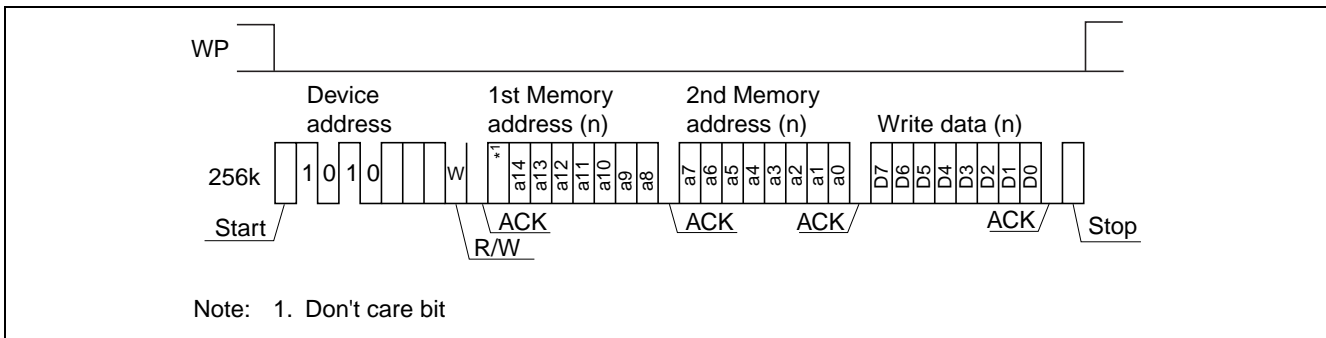 WP
Device address
1st Memory address (n)
2nd Memory address (n)
Write data (n)
256k
1 0 1 0 W *1 a14 a13 a12 a11 a10 a9 a8 a7 a6 a5 a4 a3 a2 a1 a0 D7 D6 D5 D4 D3 D2 D1 D0
Start
R/W
ACK
ACK
ACK
ACK
Stop
Note: 1. Don't care bit